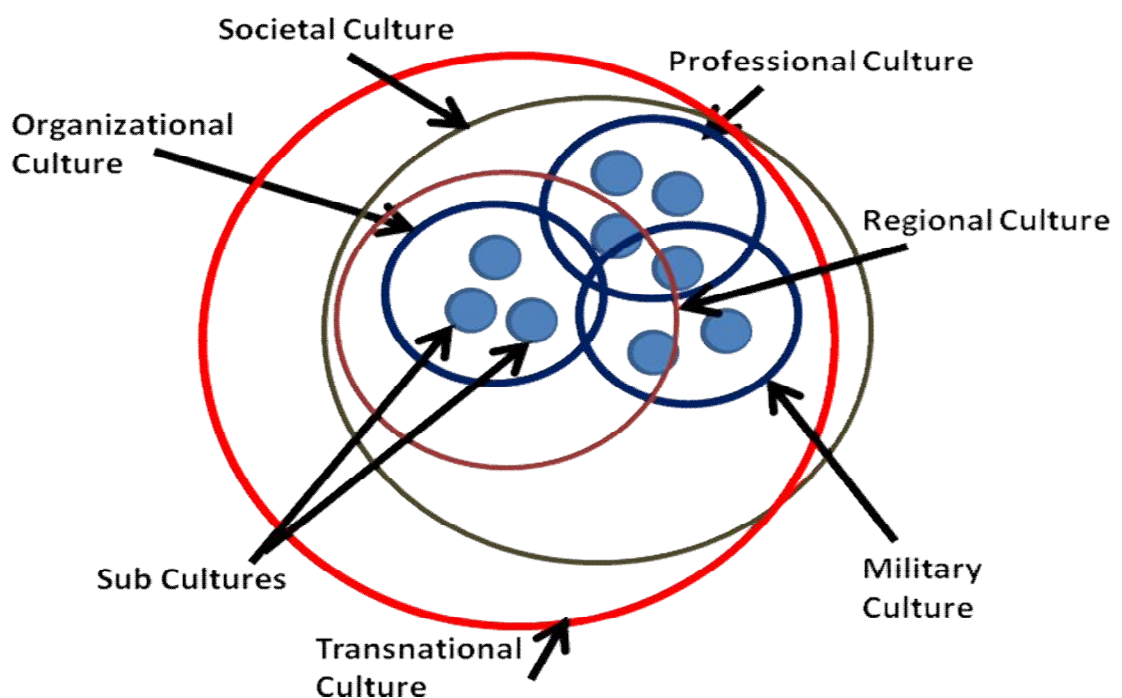 Societal Culture
Professional Culture
Organizational
Culture
Regional Culture
Sub Cultures
Military
Culture
Transnational
Culture